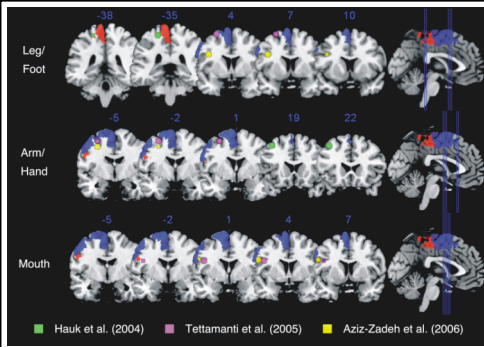 -38 -35 4 7 10
Leg/
Foot
-5 -2 1 19 22
Arm/
Hand
-5 -2 1 4 7
Mouth
Hauk et al. (2004) Tettamanti et al. (2005) Aziz-Zadeh et al. (2006)